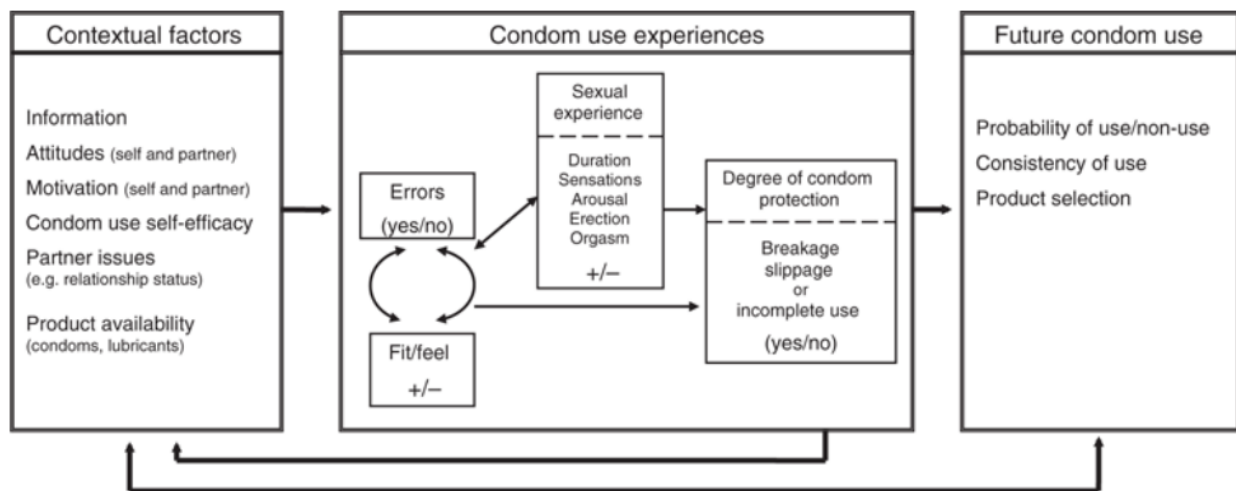 Contextual factors
Information
Attitudes (self and partner)
Motivation (self and partner)
Condom use self-efficacy
Partner issues
(e.g. relationship status)
Product availability
(condoms, lubricants)
Condom use experiences
Errors
(yes/no)
Fit/feel
+/–
Sexual
experience
Duration
Sensations
Arousal
Erection
Orgasm
+/–
Degree of condom
protection
Breakage
slippage
or
incomplete use
(yes/no)
Future condom use
Probability of use/non-use
Consistency of use
Product selection